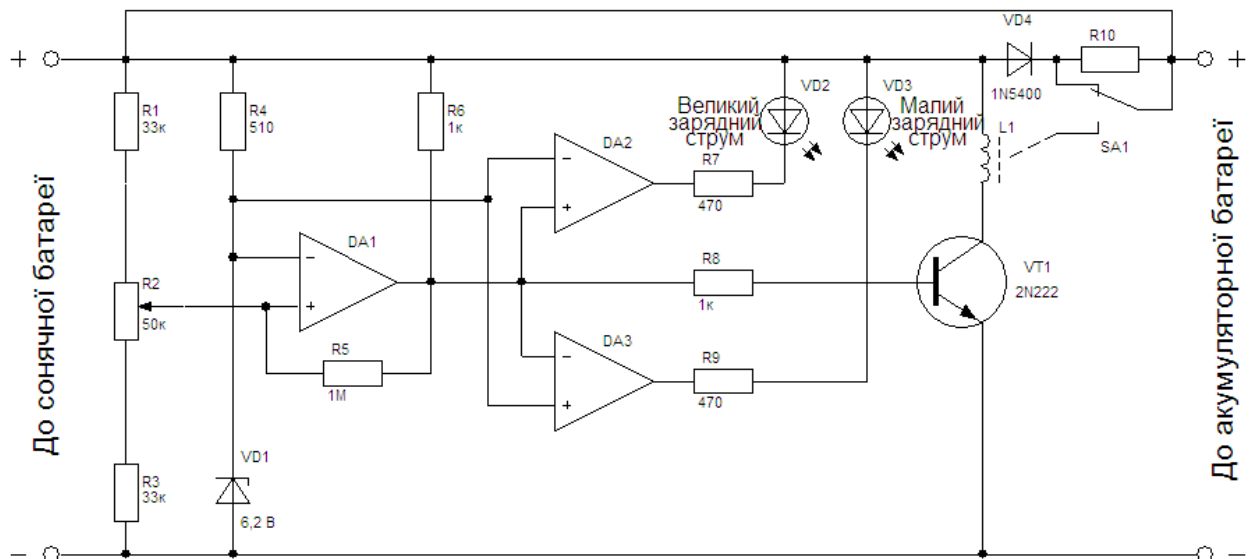 VD4
R10
+
+
1N5400
R1
33к
R4
510
R6
1к
Великий
зарядний
струм
VD2
VD3
Малий
зарядний
струм
L1
SA1
DA2
R7
470
До сонячної батареї
До акумуляторної батареї
DA1
R2
50к
R8
1к
VT1
2N222
R5
1М
DA3
R9
470
R3
33к
VD1
6,2 В
−
−
+
−
+
−
+
−